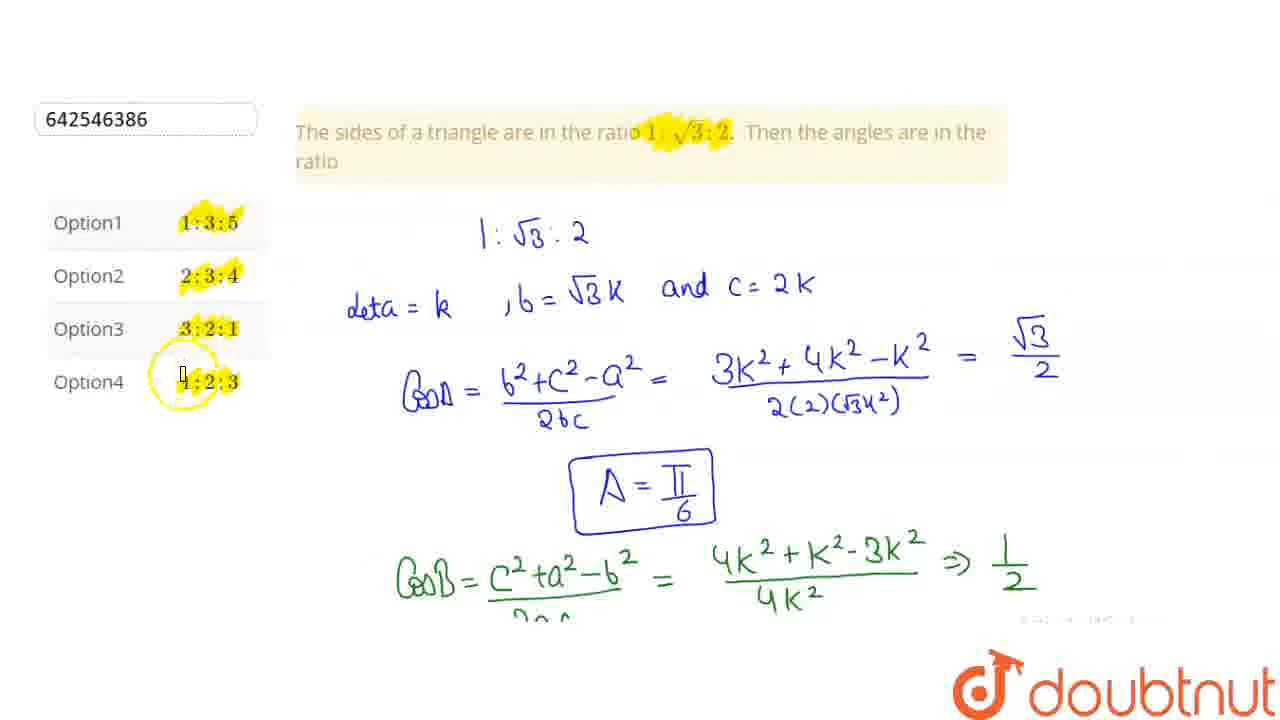 642546386
The sides of a triangle are in the ratio 1 : √3 : 2. Then the angles are in the
ratio
Option1 1 : 3 : 5
Option2 2 : 3 : 4
Option3 3 : 2 : 1
Option4 1 : 2 : 3
1 : √3 : 2
let a = k , b = √3k and c = 2k
CosA = b²+c²-a²/2bc = 3k²+4k²-k²/2(2)(√3k²) = √3/2
A = π/6
CosB = c²+a²-b²/2ac = 4k²+k²-3k²/4k² ⇒ 1/2
doubtnut